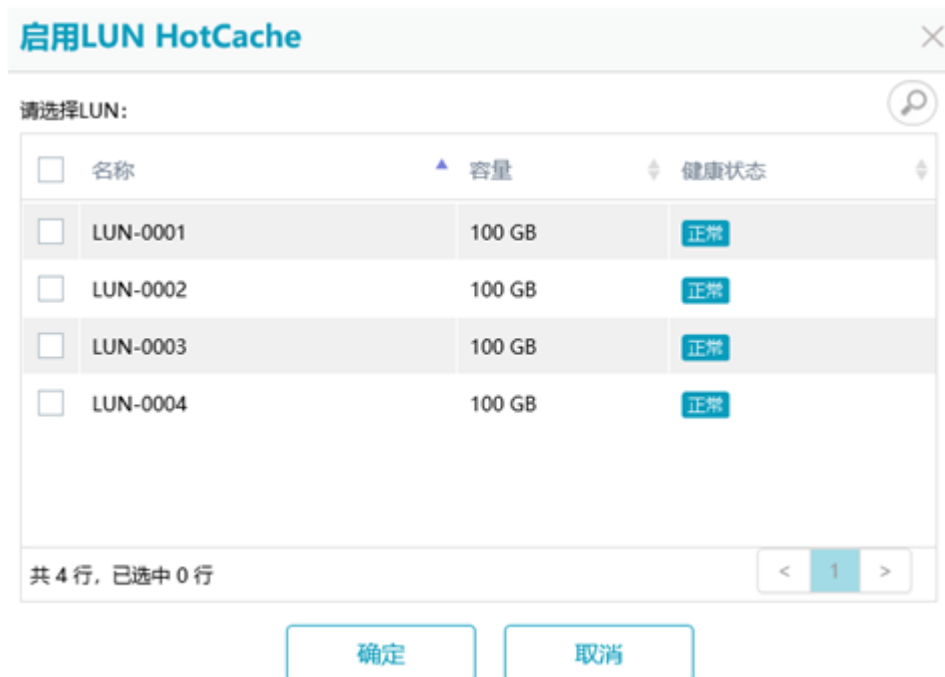 启用LUN HotCache
请选择LUN:
名称 容量 健康状态
LUN-0001 100 GB 正常
LUN-0002 100 GB 正常
LUN-0003 100 GB 正常
LUN-0004 100 GB 正常
共 4 行, 已选中 0 行 < 1 >
确定 取消